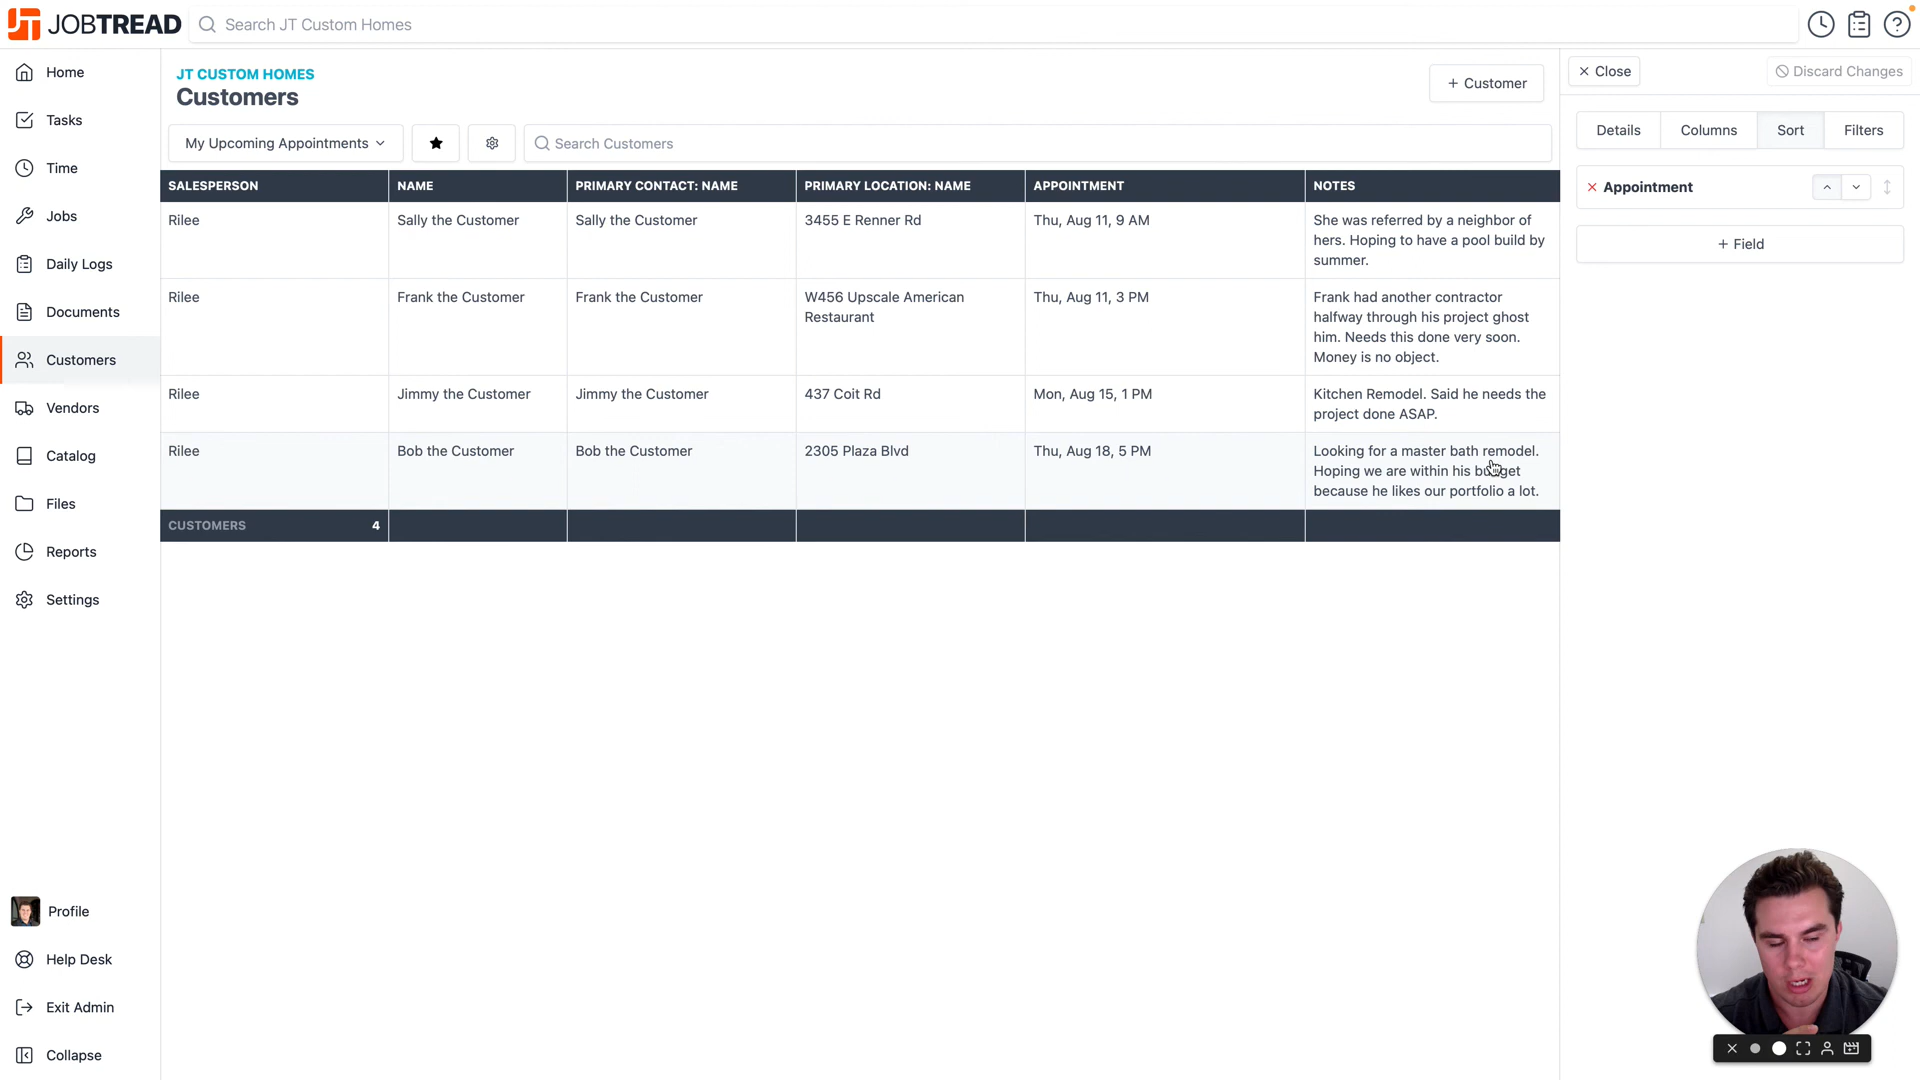 JOBTREAD
Search JT Custom Homes
Home
Tasks
Time
Jobs
Daily Logs
Documents
Customers
Vendors
Catalog
Files
Reports
Settings
Profile
Help Desk
Exit Admin
Collapse
JT CUSTOM HOMES
Customers
+ Customer
My Upcoming Appointments
Search Customers
SALESPERSON NAME PRIMARY CONTACT: NAME PRIMARY LOCATION: NAME APPOINTMENT NOTES
Rilee Sally the Customer Sally the Customer 3455 E Renner Rd Thu, Aug 11, 9 AM She was referred by a neighbor of
hers. Hoping to have a pool build by
summer.
Rilee Frank the Customer Frank the Customer W456 Upscale American Thu, Aug 11, 3 PM Frank had another contractor
Restaurant halfway through his project ghost
him. Needs this done very soon.
Money is no object.
Rilee Jimmy the Customer Jimmy the Customer 437 Coit Rd Mon, Aug 15, 1 PM Kitchen Remodel. Said he needs the
project done ASAP.
Rilee Bob the Customer Bob the Customer 2305 Plaza Blvd Thu, Aug 18, 5 PM Looking for a master bath remodel.
Hoping we are within his budget
because he likes our portfolio a lot.
CUSTOMERS 4
Close Discard Changes
Details Columns Sort Filters
Appointment
+ Field